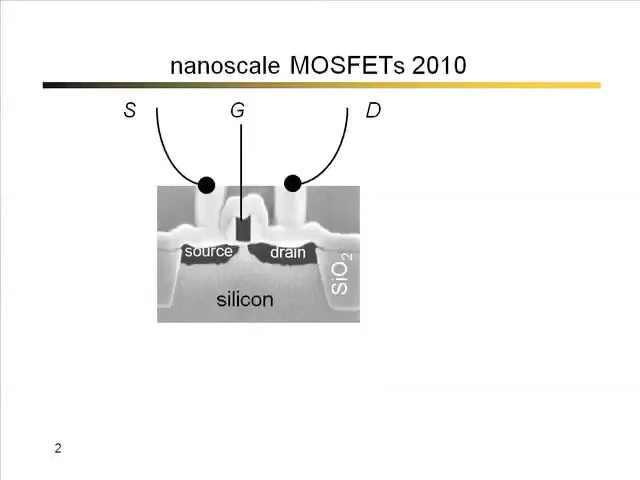 nanoscale MOSFETs 2010
S G D
source drain
SiO2
silicon
2